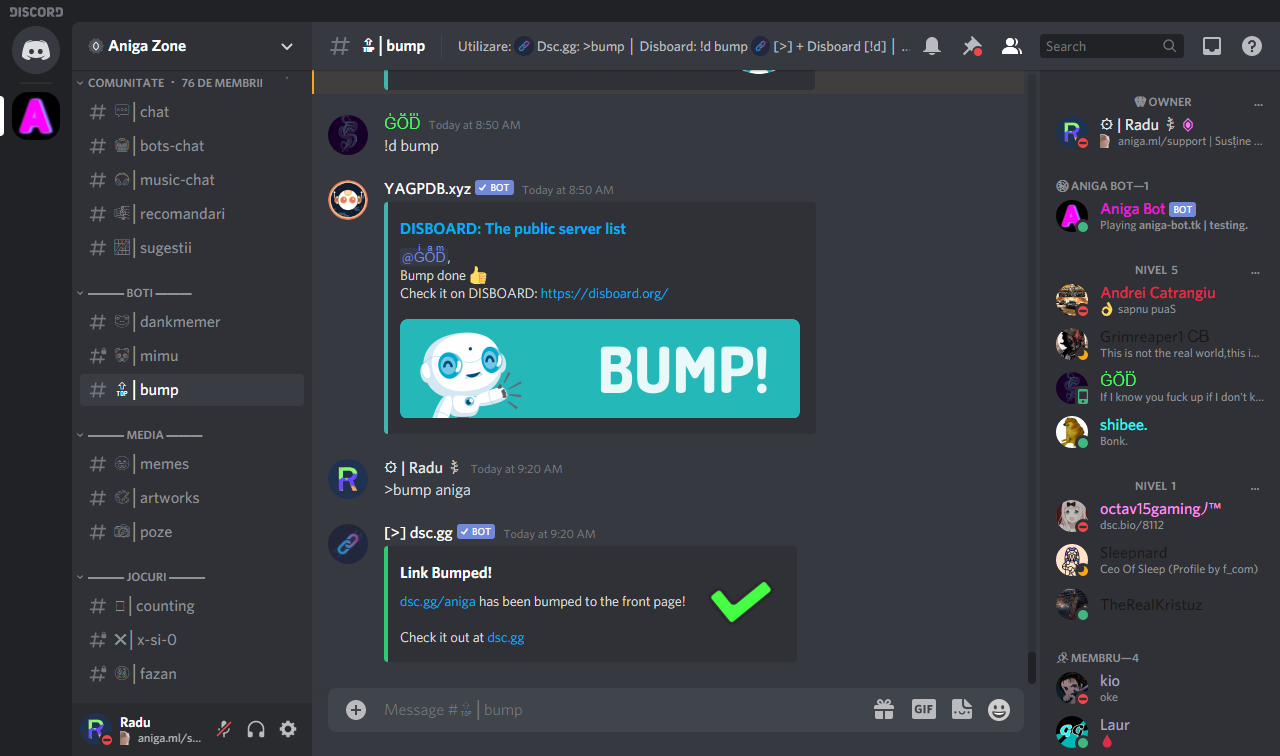 DISCORD
Aniga Zone
COMUNITATE · 76 DE MEMBRII
chat
bots-chat
music-chat
recomandari
sugestii
BOTI
dankmemer
mimu
TOP | bump
MEDIA
memes
artworks
poze
JOCURI
counting
x-si-0
fazan
Radu
aniga.ml/s...
# TOP | bump
Utilizare: Dsc.gg: >bump | Disboard: !d bump [>] + Disboard [!d] | ...
Search
ĠÖ̆D̈ Today at 8:50 AM
!d bump
YAGPDB.xyz ✓ BOT Today at 8:50 AM
DISBOARD: The public server list
@GOD,
Bump done 👍
Check it on DISBOARD: https://disboard.org/
BUMP!
| Radu Today at 9:20 AM
>bump aniga
[>] dsc.gg ✓ BOT Today at 9:20 AM
Link Bumped!
dsc.gg/aniga has been bumped to the front page!
Check it out at dsc.gg
Message # TOP | bump
GIF
OWNER
...
| Radu
aniga.ml/support | Susține ...
ANIGA BOT—1
Aniga Bot BOT
Playing aniga-bot.tk | testing.
NIVEL 5
...
Andrei Catrangiu
👌 sapnu puaS
Grimreaper1 CB
This is not the real world,this i...
ĠÖ̆D̈
If I know you fuck up if I don't k...
shibee.
Bonk.
NIVEL 1
...
octav15gamingノ™
dsc.bio/8112
Sleepnard
Ceo Of Sleep (Profile by f_com)
TheRealKristuz
MEMBRU—4
kio
oke
Laur